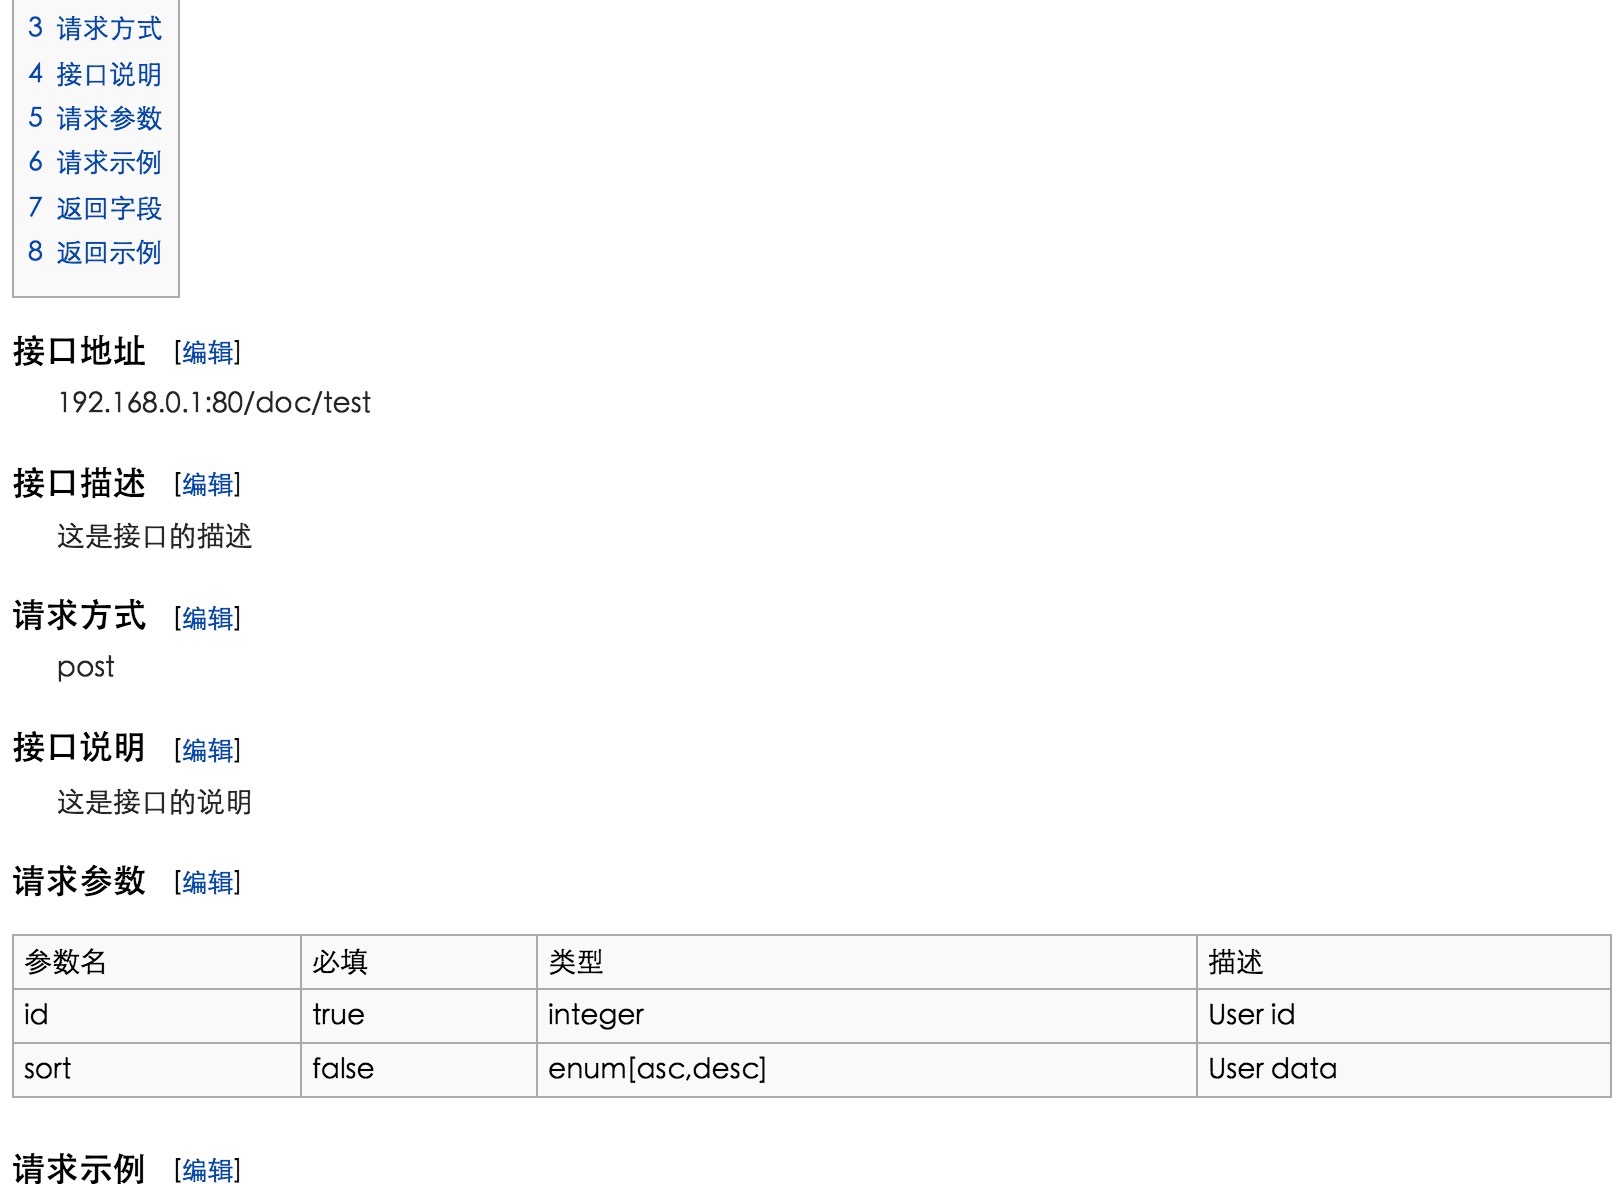 3 请求方式
4 接口说明
5 请求参数
6 请求示例
7 返回字段
8 返回示例
接口地址 [编辑]
192.168.0.1:80/doc/test
接口描述 [编辑]
这是接口的描述
请求方式 [编辑]
post
接口说明 [编辑]
这是接口的说明
请求参数 [编辑]
参数名 必填 类型 描述
id true integer User id
sort false enum[asc,desc] User data
请求示例 [编辑]